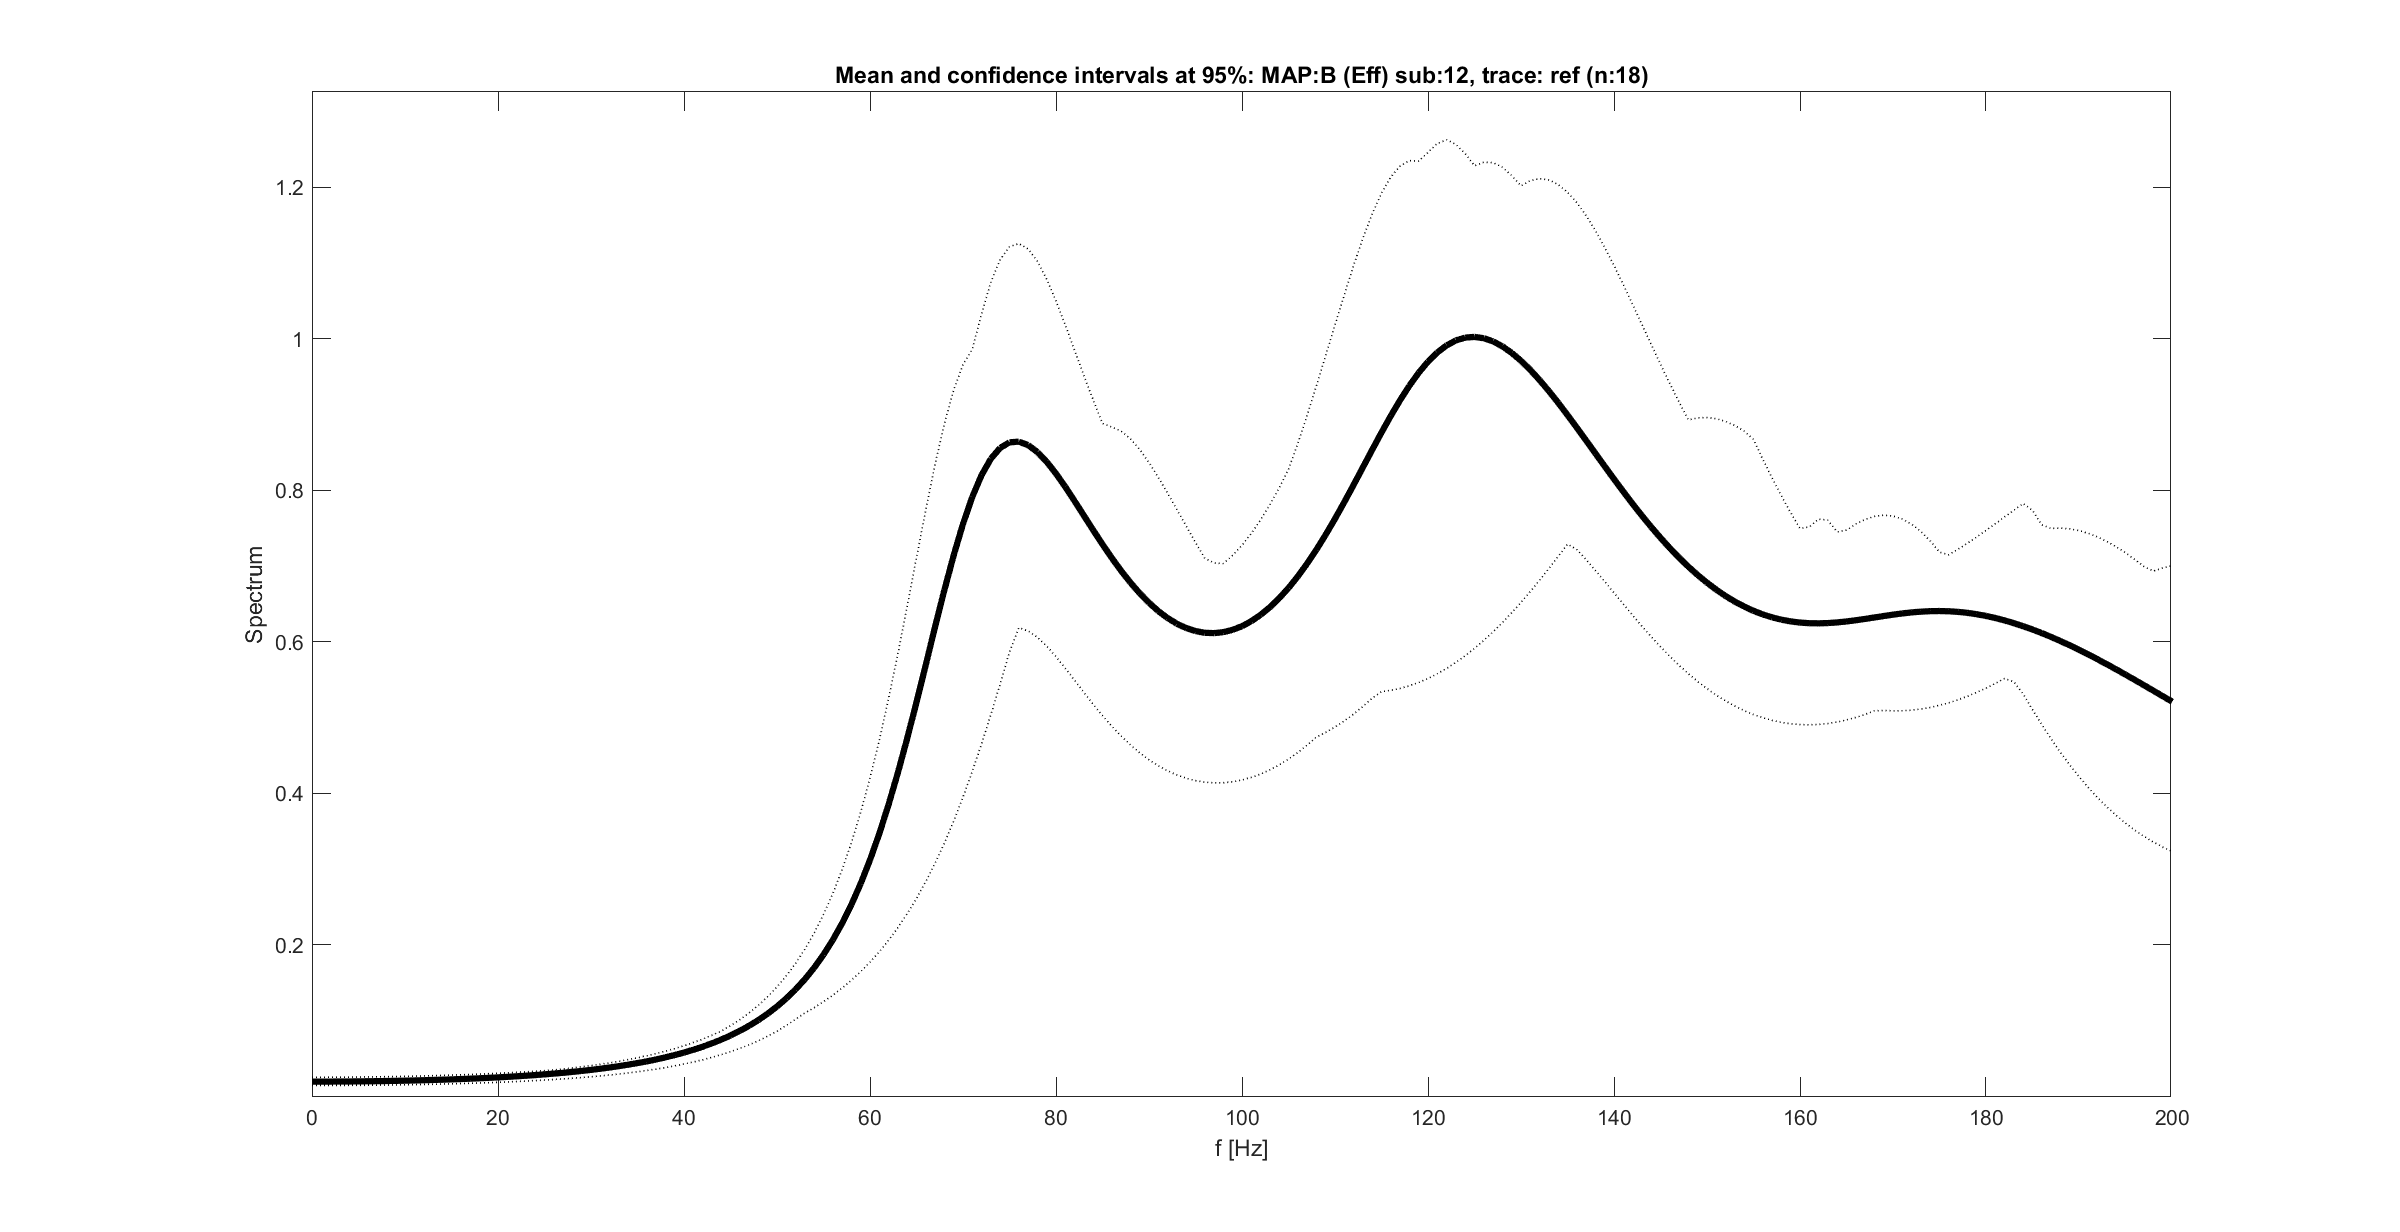 Mean and confidence intervals at 95%: MAP:B (Eff) sub:12, trace: ref (n:18)
1.2
1
0.8
0.6
0.4
0.2
Spectrum
0 20 40 60 80 100 120 140 160 180 200
f [Hz]